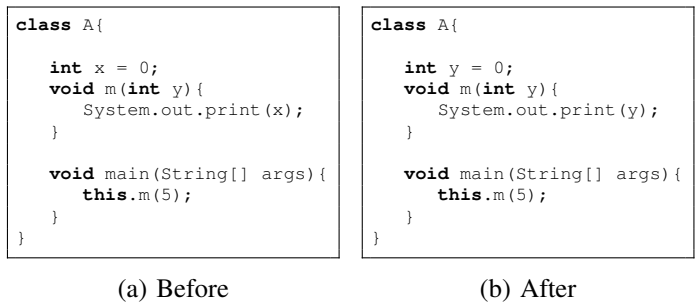 class A{
int x = 0;
void m(int y){
System.out.print(x);
}
void main(String[] args){
this.m(5);
}
}
(a) Before
class A{
int y = 0;
void m(int y){
System.out.print(y);
}
void main(String[] args){
this.m(5);
}
}
(b) After